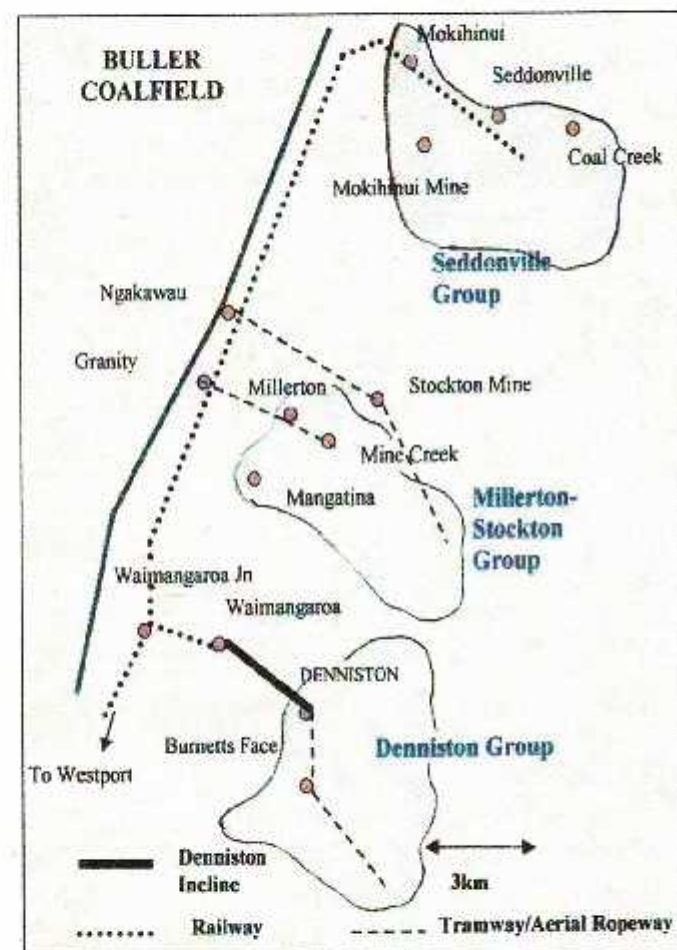 BULLER
COALFIELD
Mokihinui
Seddonville
Coal Creek
Mokihinui Mine
Seddonville
Group
Ngakawau
Granity
Millerton
Stockton Mine
Mine Creek
Mangatina
Millerton-
Stockton
Group
Waimangaroa Jn
Waimangaroa
DENNISTON
Burnetts Face
Denniston Group
To Westport
Denniston
Incline
3km
Railway
Tramway/Aerial Ropeway